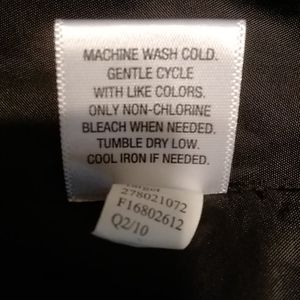 MACHINE WASH COLD.
GENTLE CYCLE
WITH LIKE COLORS.
ONLY NON-CHLORINE
BLEACH WHEN NEEDED.
TUMBLE DRY LOW.
COOL IRON IF NEEDED.
Target
278021072
F16802612
Q2/10